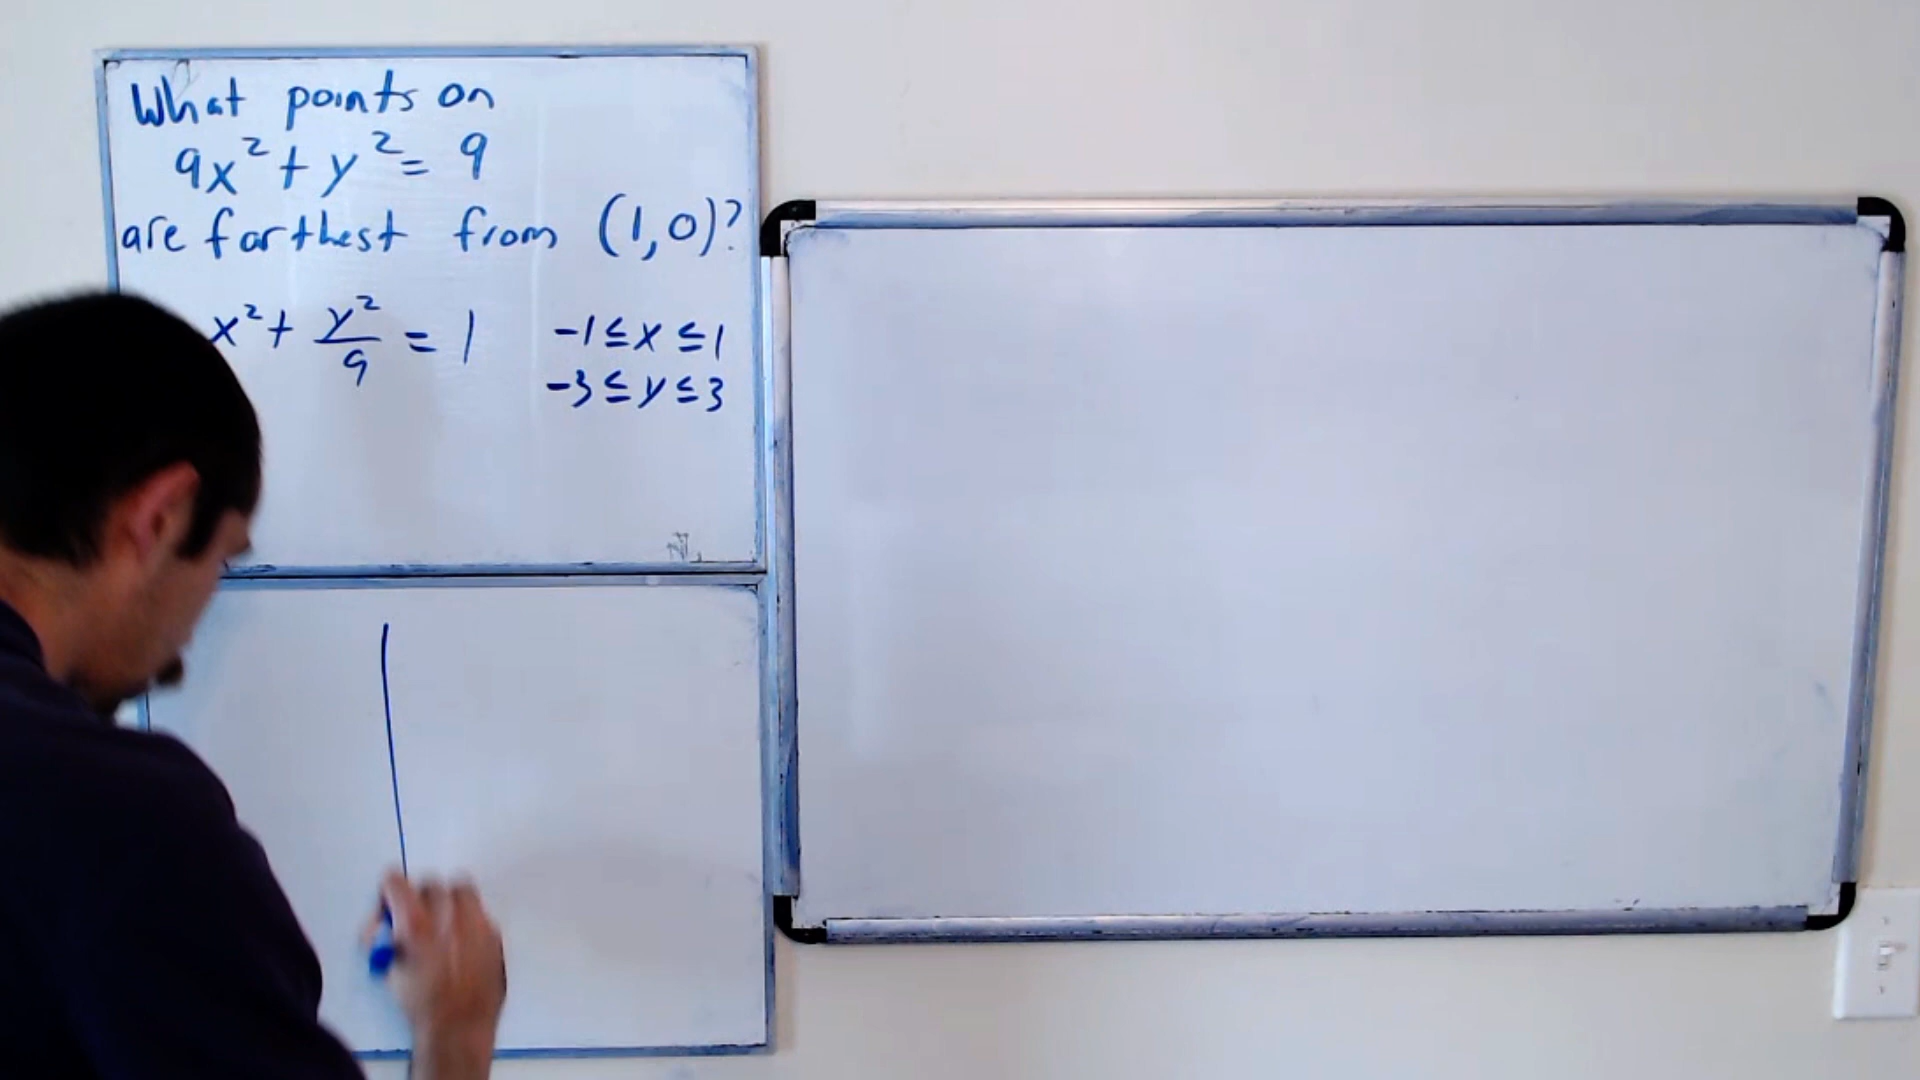 What points on
9x² + y² = 9
are farthest from (1,0)?
x² + y²/9 = 1
-1 ≤ x ≤ 1
-3 ≤ y ≤ 3